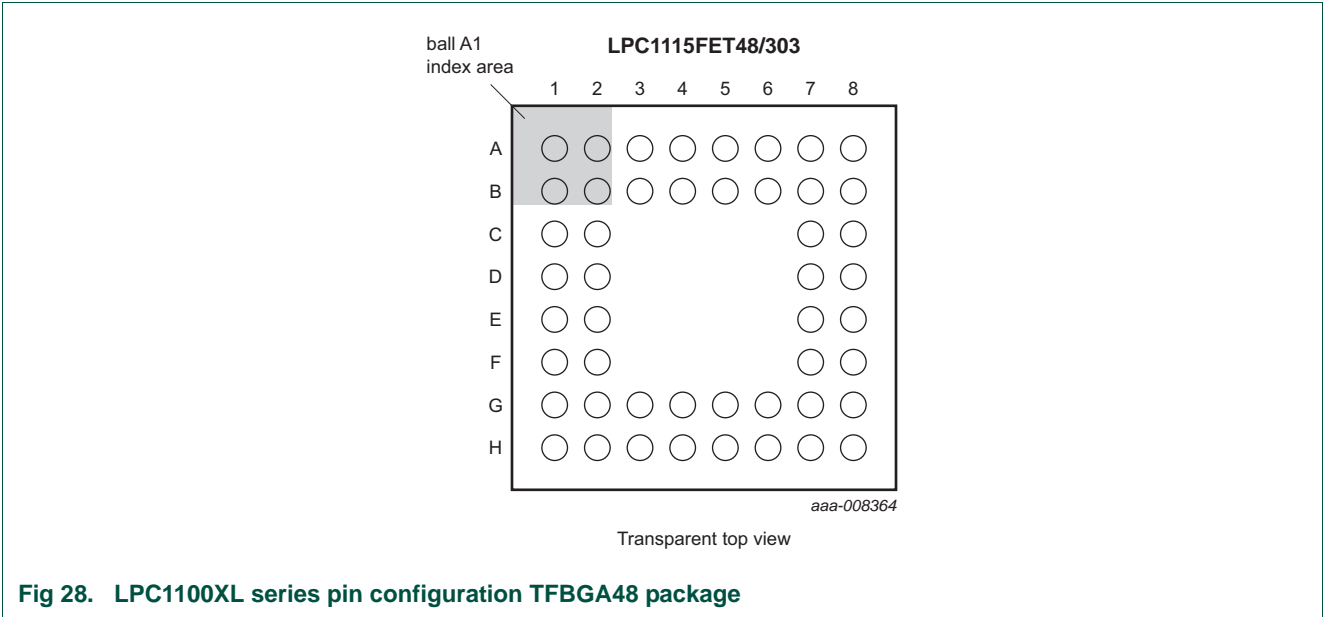 ball A1
index area
LPC1115FET48/303
1 2 3 4 5 6 7 8
A
B
C
D
E
F
G
H
aaa-008364
Transparent top view
Fig 28. LPC1100XL series pin configuration TFBGA48 package